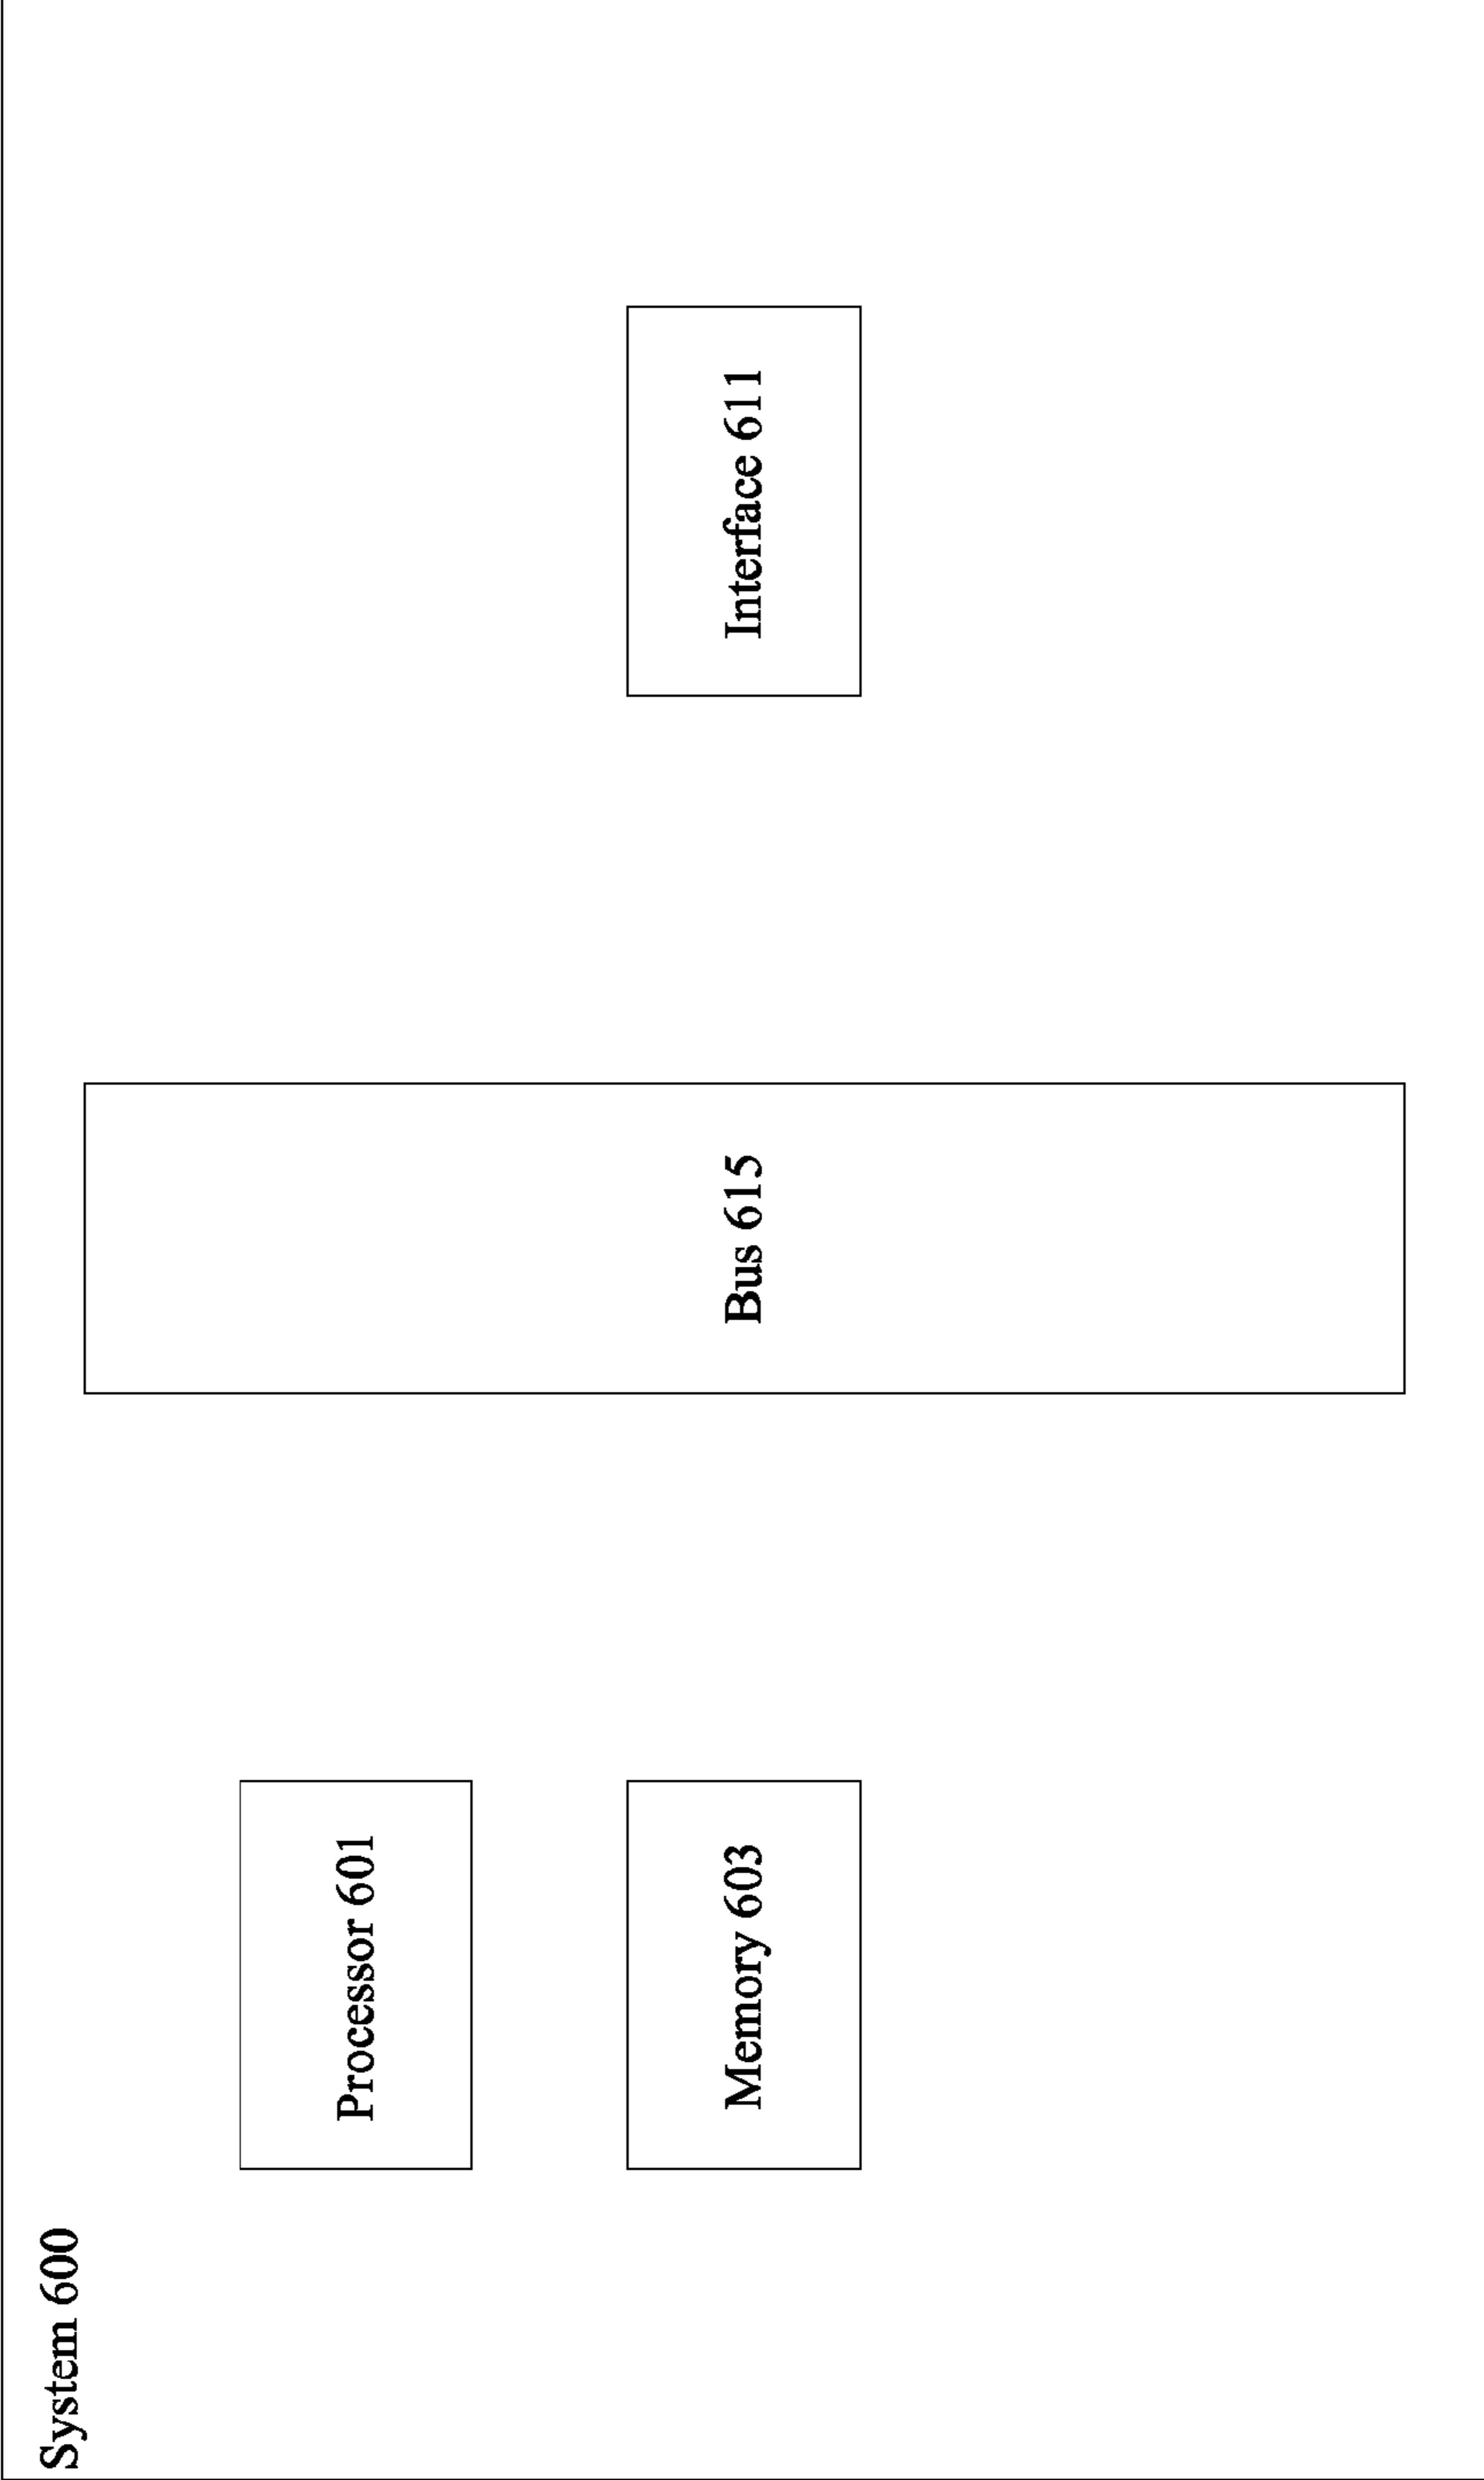 System 600
Processor 601
Memory 603
Bus 615
Interface 611